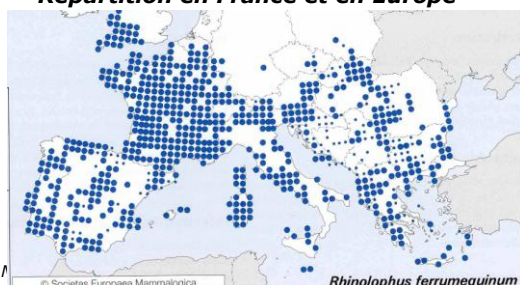 Répartition en France et en Europe
© Societas Europaea Mammalogica
Rhinolophus ferrumequinum